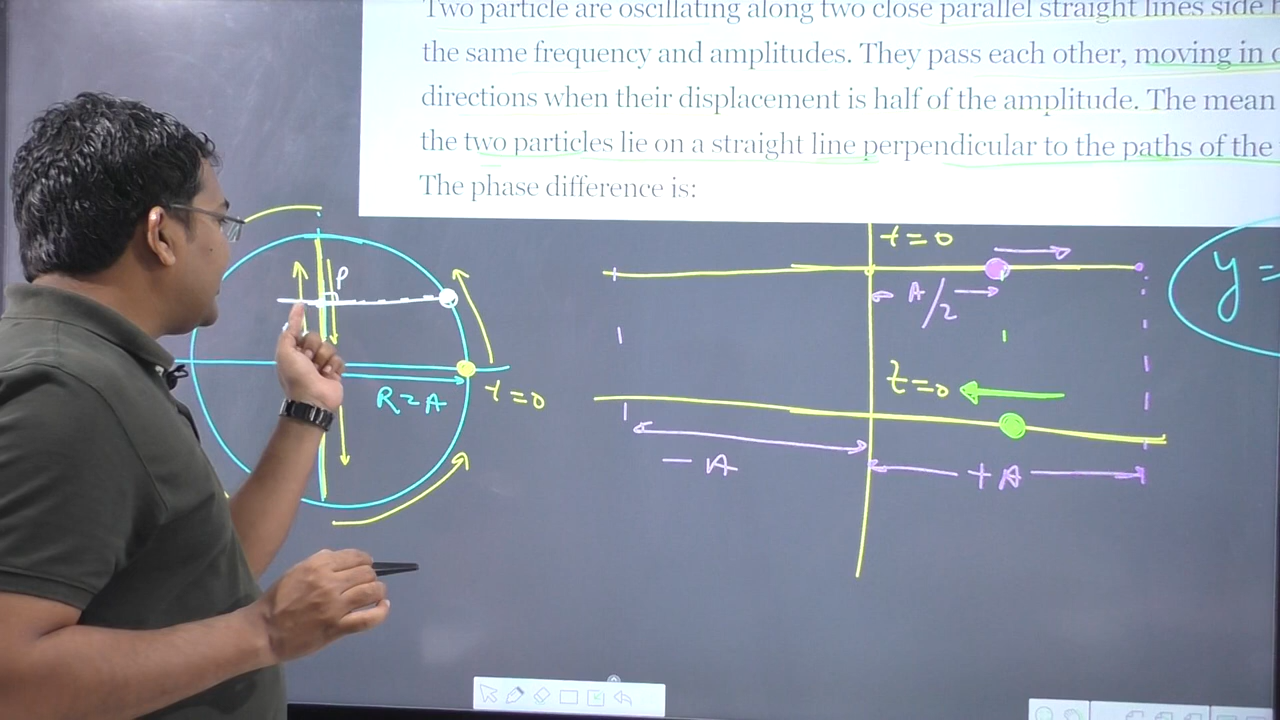 Two particle are oscillating along two close parallel straight lines side
the same frequency and amplitudes. They pass each other, moving in
directions when their displacement is half of the amplitude. The mean
the two particles lie on a straight line perpendicular to the paths of the
The phase difference is:
t=0
P
A/2
y=
t=0
R=A
t=0
-A
+A